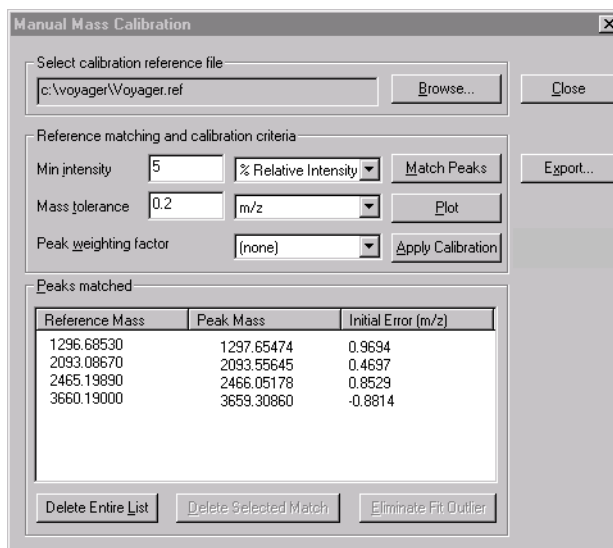 Manual Mass Calibration
Select calibration reference file
c:\voyager\Voyager.ref Browse... Close
Reference matching and calibration criteria
Min intensity 5 % Relative Intensity Match Peaks Export...
Mass tolerance 0.2 m/z Plot
Peak weighting factor (none) Apply Calibration
Peaks matched
Reference Mass Peak Mass Initial Error (m/z)
1296.68530 1297.65474 0.9694
2093.08670 2093.55645 0.4697
2465.19890 2466.05178 0.8529
3660.19000 3659.30860 -0.8814
Delete Entire List Delete Selected Match Eliminate Fit Outlier